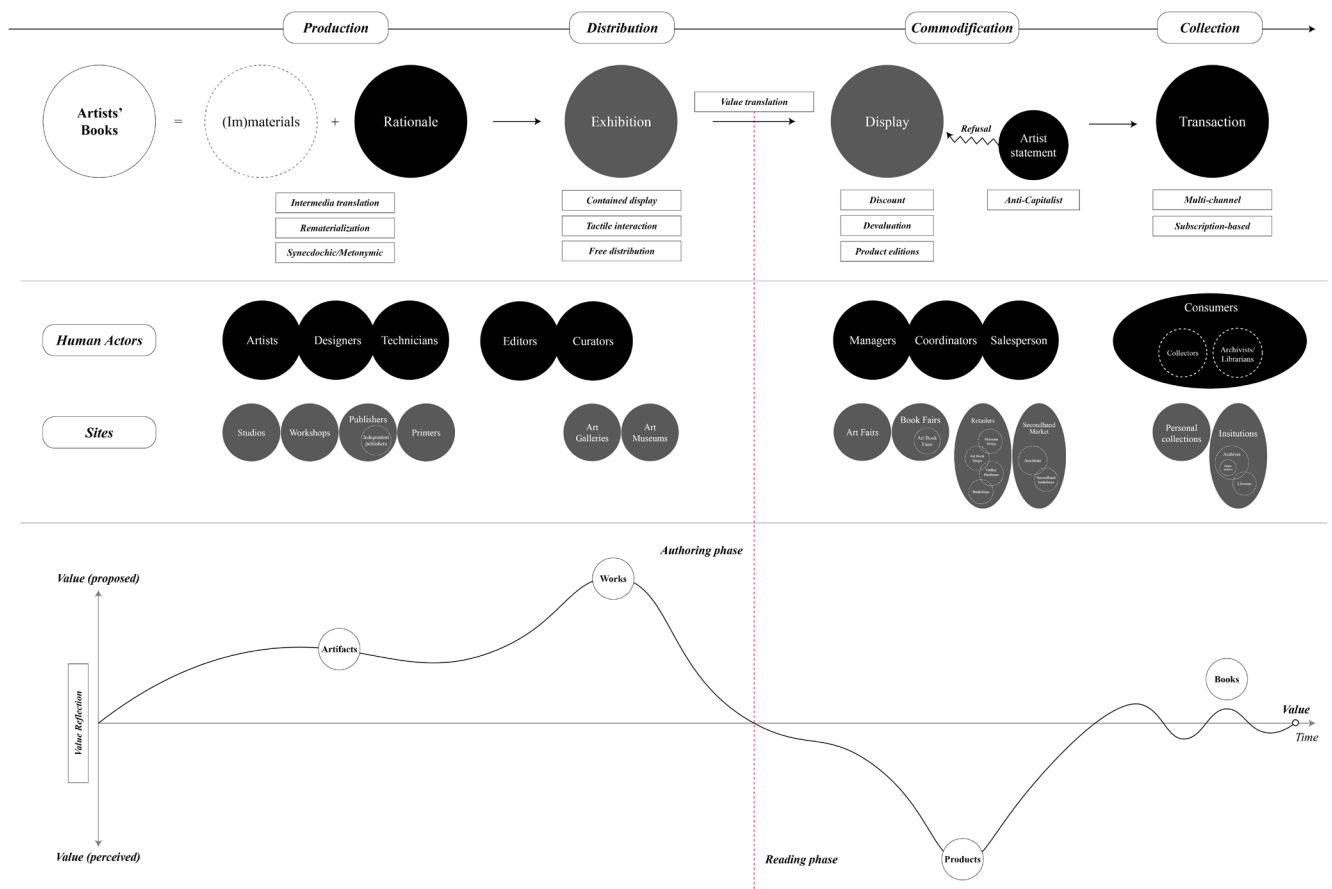 Production
Distribution
Commodification
Collection
Artists'
Books
=
(Im)materials
+
Rationale
Exhibition
Value translation
Display
Refusal
Artist
statement
Transaction
Intermedia translation
Rematerialization
Synecdochic/Metonymic
Contained display
Tactile interaction
Free distribution
Discount
Devaluation
Product editions
Anti-Capitalist
Multi-channel
Subscription-based
Human Actors
Artists
Designers
Technicians
Editors
Curators
Managers
Coordinators
Salesperson
Consumers
Collectors
Archivists/
Librarians
Sites
Studios
Workshops
Publishers
Independent
publishers
Printers
Art
Galleries
Art
Museums
Art Fairs
Book Fairs
Art Book
Fairs
Retailers
Museum
Shops
Art Book
Shops
Online
Platforms
Bookshops
Secondhand
Market
Auctions
Secondhand
bookshops
Personal
collections
Insitutions
Archives
Libraries
Authoring phase
Value (proposed)
Works
Artifacts
Value Reflection
Books
Value
Time
Value (perceived)
Reading phase
Products